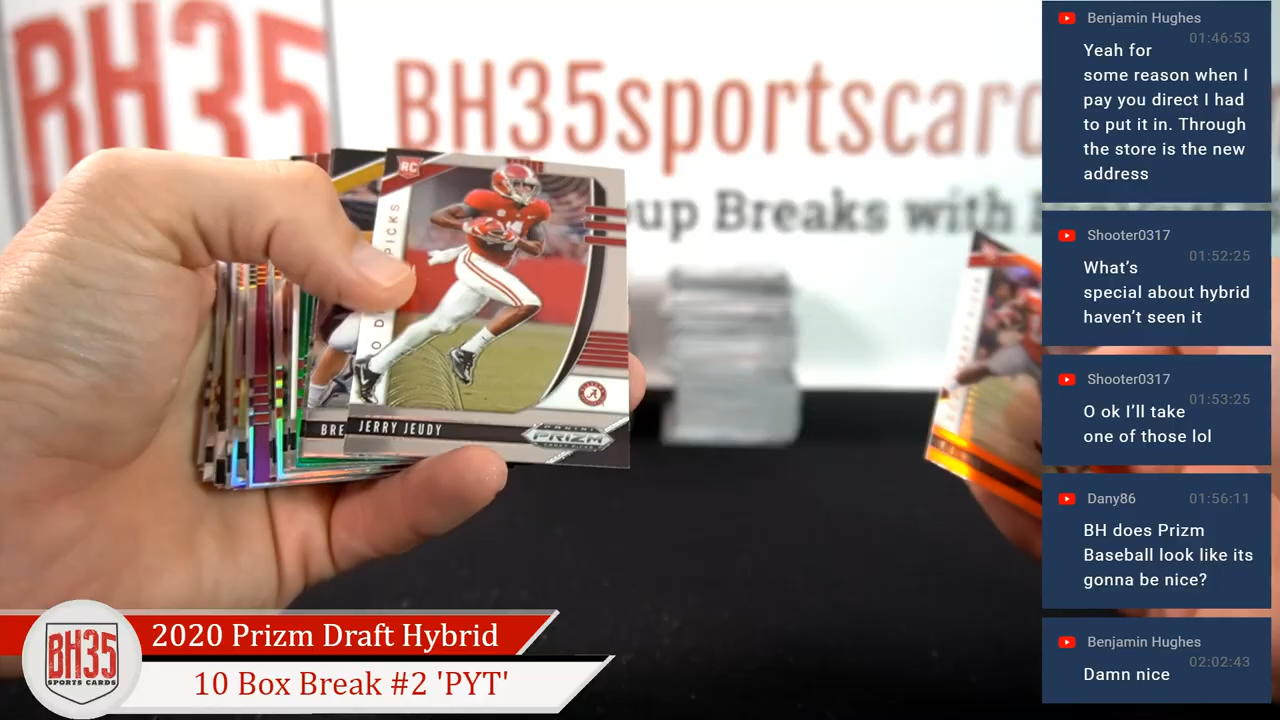 BH35
BH35sportscard
oup Breaks with
RC
PICKS
BRE
JERRY JEUDY
PANINI
PRIZM
A
Benjamin Hughes
01:46:53
Yeah for
some reason when I
pay you direct I had
to put it in. Through
the store is the new
address
Shooter0317
01:52:25
What's
special about hybrid
haven't seen it
Shooter0317
01:53:25
O ok I'll take
one of those lol
Dany86
01:56:11
BH does Prizm
Baseball look like its
gonna be nice?
Benjamin Hughes
02:02:43
Damn nice
BH35
SPORTS CARDS
2020 Prizm Draft Hybrid
10 Box Break #2 'PYT'